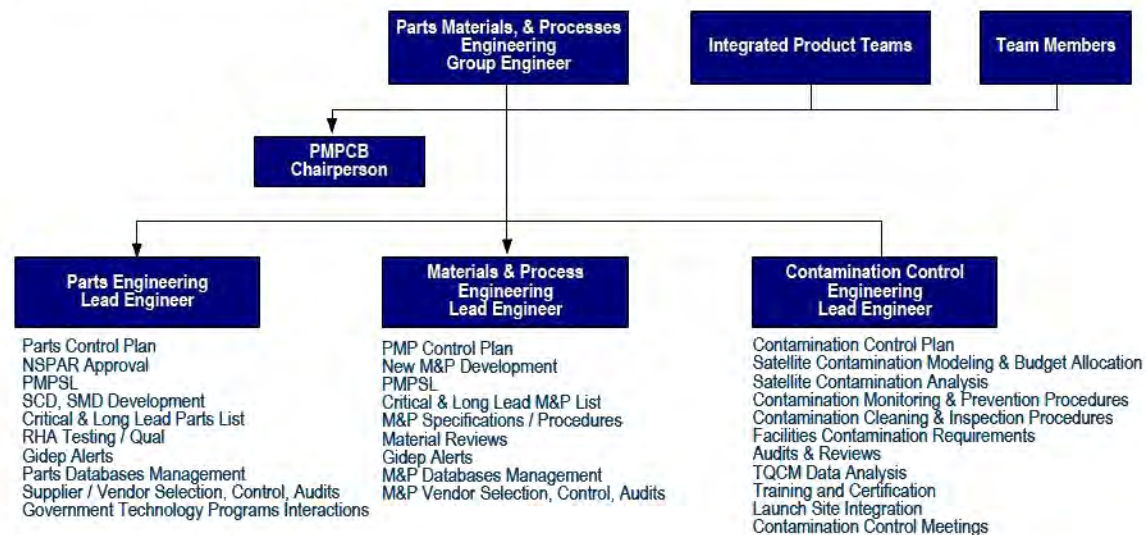 Parts Materials, & Processes
Engineering
Group Engineer
Integrated Product Teams
Team Members
PMPCB
Chairperson
Parts Engineering
Lead Engineer
Parts Control Plan
NSPAR Approval
PMPSL
SCD, SMD Development
Critical & Long Lead Parts List
RHA Testing / Qual
Gidep Alerts
Parts Databases Management
Supplier / Vendor Selection, Control, Audits
Government Technology Programs Interactions
Materials & Process
Engineering
Lead Engineer
PMP Control Plan
New M&P Development
PMPSL
Critical & Long Lead M&P List
M&P Specifications / Procedures
Material Reviews
Gidep Alerts
M&P Databases Management
M&P Vendor Selection, Control, Audits
Contamination Control
Engineering
Lead Engineer
Contamination Control Plan
Satellite Contamination Modeling & Budget Allocation
Satellite Contamination Analysis
Contamination Monitoring & Prevention Procedures
Contamination Cleaning & Inspection Procedures
Facilities Contamination Requirements
Audits & Reviews
TQCM Data Analysis
Training and Certification
Launch Site Integration
Contamination Control Meetings